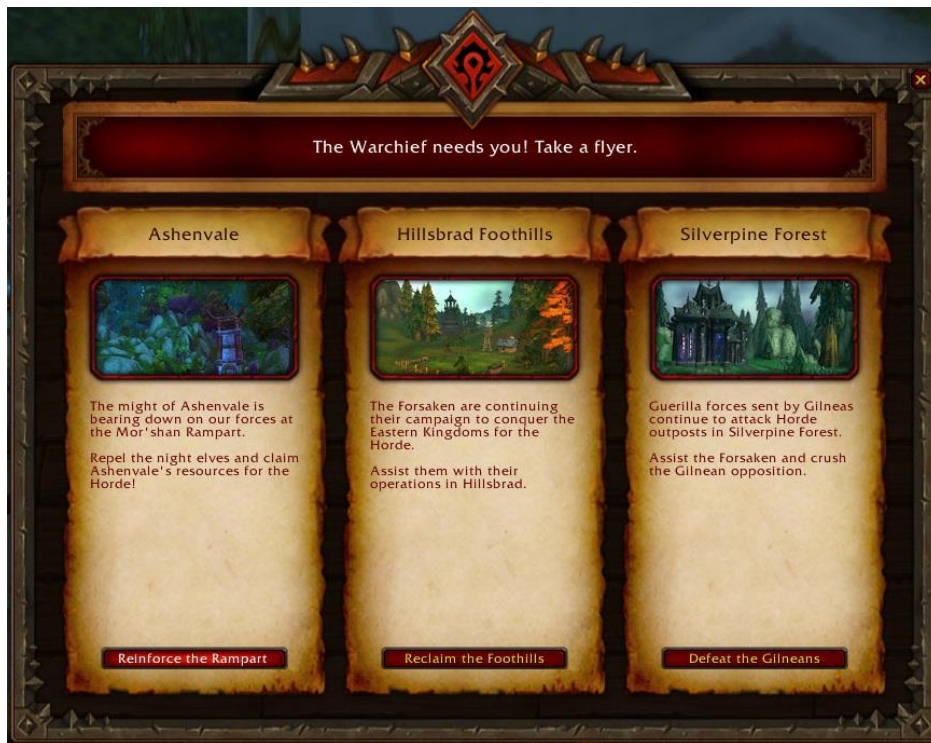 The Warchief needs you! Take a flyer.
Ashenvale
The might of Ashenvale is
bearing down on our forces at
the Mor'shan Rampart.
Repel the night elves and claim
Ashenvale's resources for the
Horde!
Reinforce the Rampart
Hillsbrad Foothills
The Forsaken are continuing
their campaign to conquer the
Eastern Kingdoms for the
Horde.
Assist them with their
operations in Hillsbrad.
Reclaim the Foothills
Silverpine Forest
Guerilla forces sent by Gilneas
continue to attack Horde
outposts in Silverpine Forest.
Assist the Forsaken and crush
the Gilnean opposition.
Defeat the Gilneans